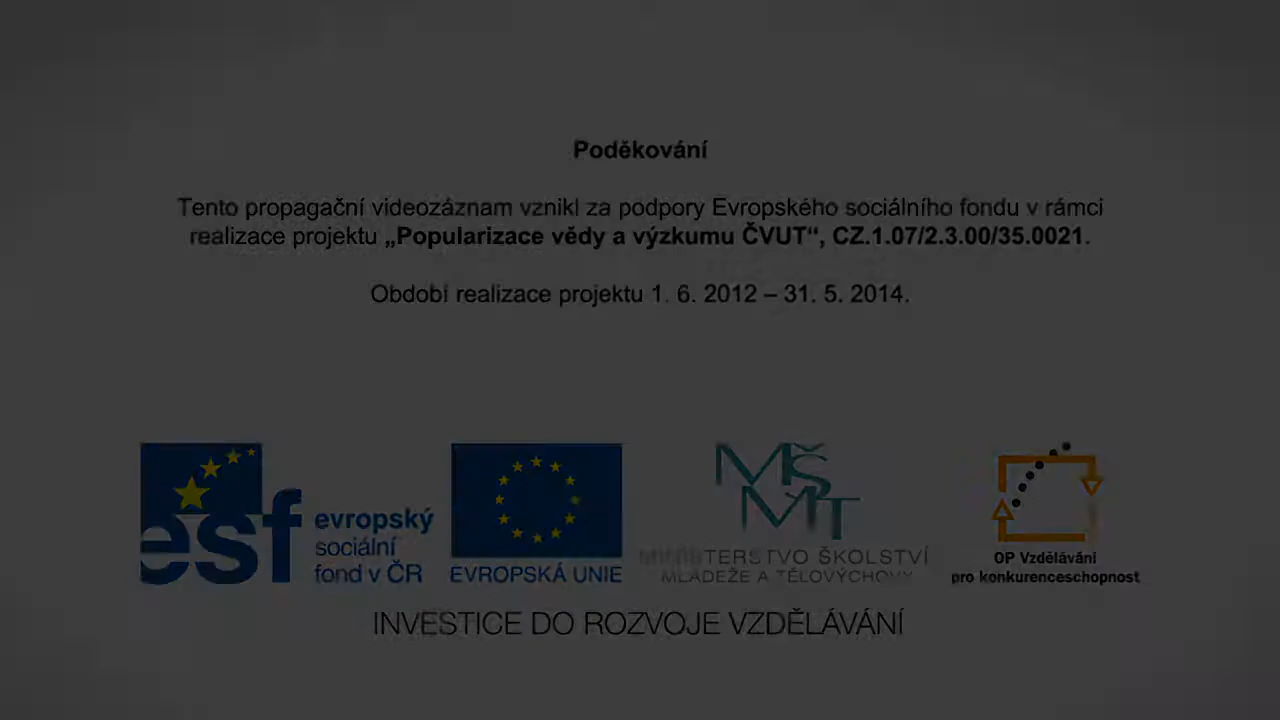 Poděkování
Tento propagační videozáznam vznikl za podpory Evropského sociálního fondu v rámci
realizace projektu „Popularizace vědy a výzkumu ČVUT“, CZ.1.07/2.3.00/35.0021.
Období realizace projektu 1. 6. 2012 – 31. 5. 2014.
esf
evropský
sociální
fond v ČR
EVROPSKÁ UNIE
MŠMT
MINISTERSTVO ŠKOLSTVÍ
MLÁDEŽE A TĚLOVÝCHOVY
OP Vzdělávání
pro konkurenceschopnost
INVESTICE DO ROZVOJE VZDĚLÁVÁNÍ